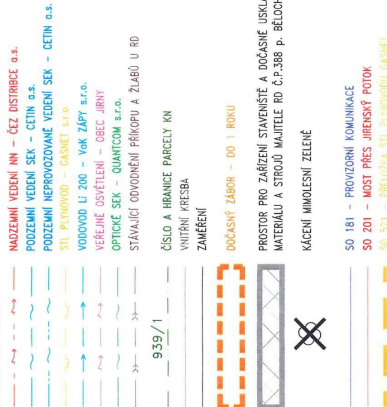 NADZEMNÍ VEDENÍ NN - ČEZ DISTRIBCE a.s.
PODZEMNÍ VEDENÍ SEK - CETIN a.s.
PODZEMNÍ NEPROVOZOVANÉ VEDENÍ SEK - CETIN a.s.
STL PLYNOVOD - GASNET s.r.o.
VODOVOD Lt 200 - VaK ZÁPY s.r.o.
VEŘEJNÉ OSVĚTLENÍ - OBEC JIRNY
OPTICKÉ SEK - QUANTCOM s.r.o.
STÁVAJÍCÍ ODVODNĚNÍ PŘÍKOPU A ŽLABŮ U RD
939/1 ČÍSLO A HRANICE PARCELY KN
VNITŘNÍ KRESBA
ZAMĚŘENÍ
DOČASNÝ ZÁBOR - DO 1 ROKU
PROSTOR PRO ZAŘÍZENÍ STAVENIŠTĚ A DOČASNÉ USKLA
MATERIÁLU A STROJŮ MAJITELE RD Č.P.388 p. BĚLOCH
KÁCENÍ MIMOLESNÍ ZELENĚ
SO 181 - PROVIZORNÍ KOMUNIKACE
SO 201 - MOST PŘES JIRENSKÝ POTOK